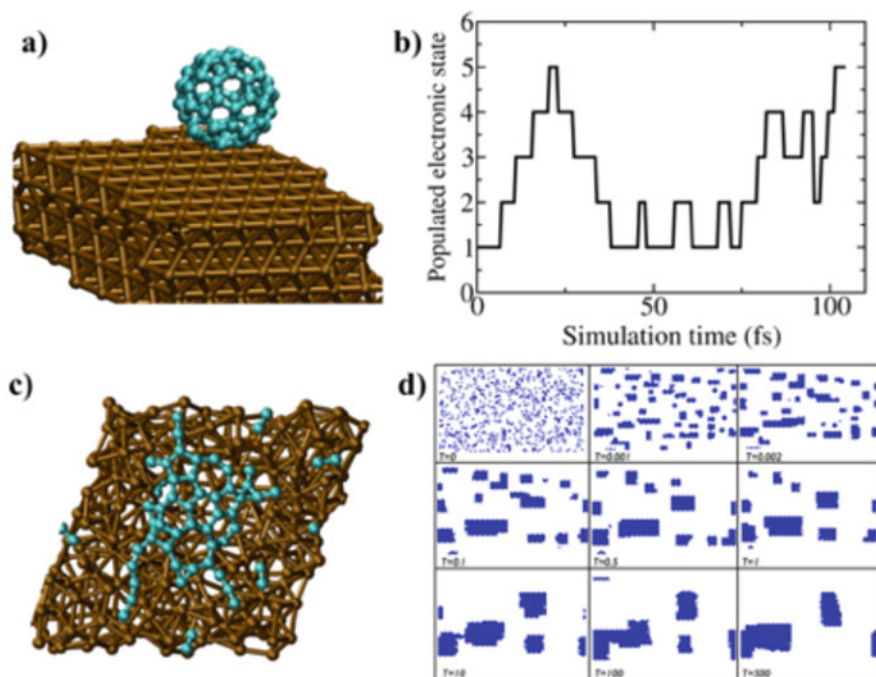 a)
b)
Populated electronic state
6
5
4
3
2
1
0
0
50
100
Simulation time (fs)
c)
d)
T=0
T=0.001
T=0.002
T=0.1
T=0.5
T=1
T=10
T=100
T=500